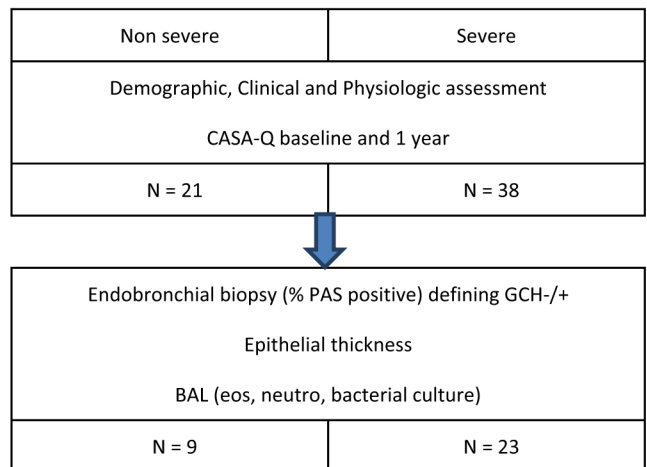 Non severe
Severe
Demographic, Clinical and Physiologic assessment
CASA-Q baseline and 1 year
N = 21
N = 38
Endobronchial biopsy (% PAS positive) defining GCH-/+
Epithelial thickness
BAL (eos, neutro, bacterial culture)
N = 9
N = 23